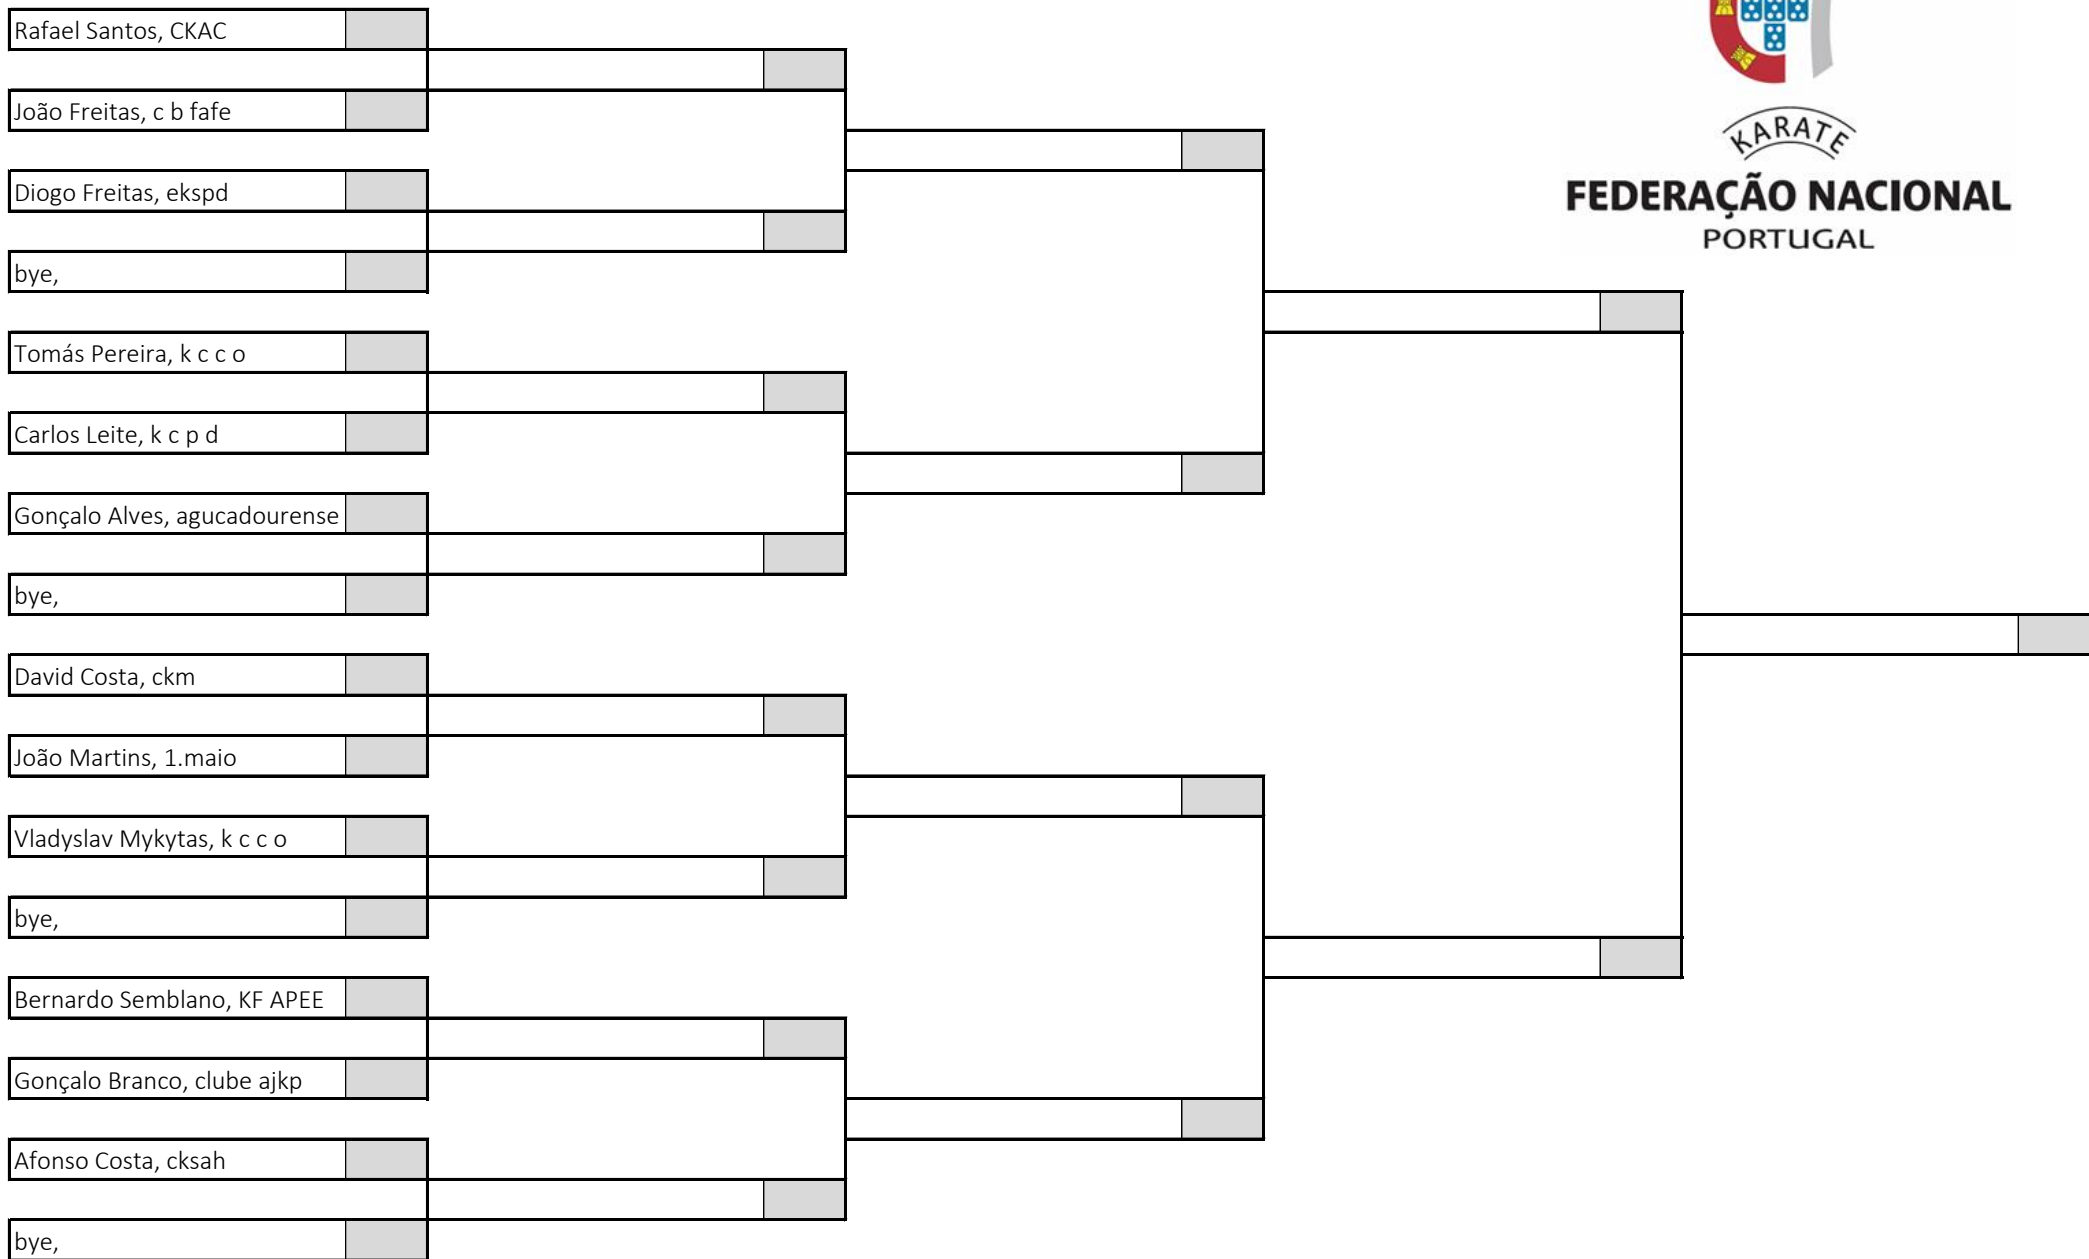 Rafael Santos, CKAC
João Freitas, c b fafe
KARATE
Diogo Freitas, ekspd
FEDERAÇÃO NACIONAL
PORTUGAL
bye,
Tomás Pereira, k c c o
Carlos Leite, k c p d
Gonçalo Alves, agucadourense
bye,
David Costa, ckm
João Martins, 1.maio
Vladyslav Mykytas, k c c o
bye,
Bernardo Semblano, KF APEE
Gonçalo Branco, clube ajkp
Afonso Costa, cksah
bye,